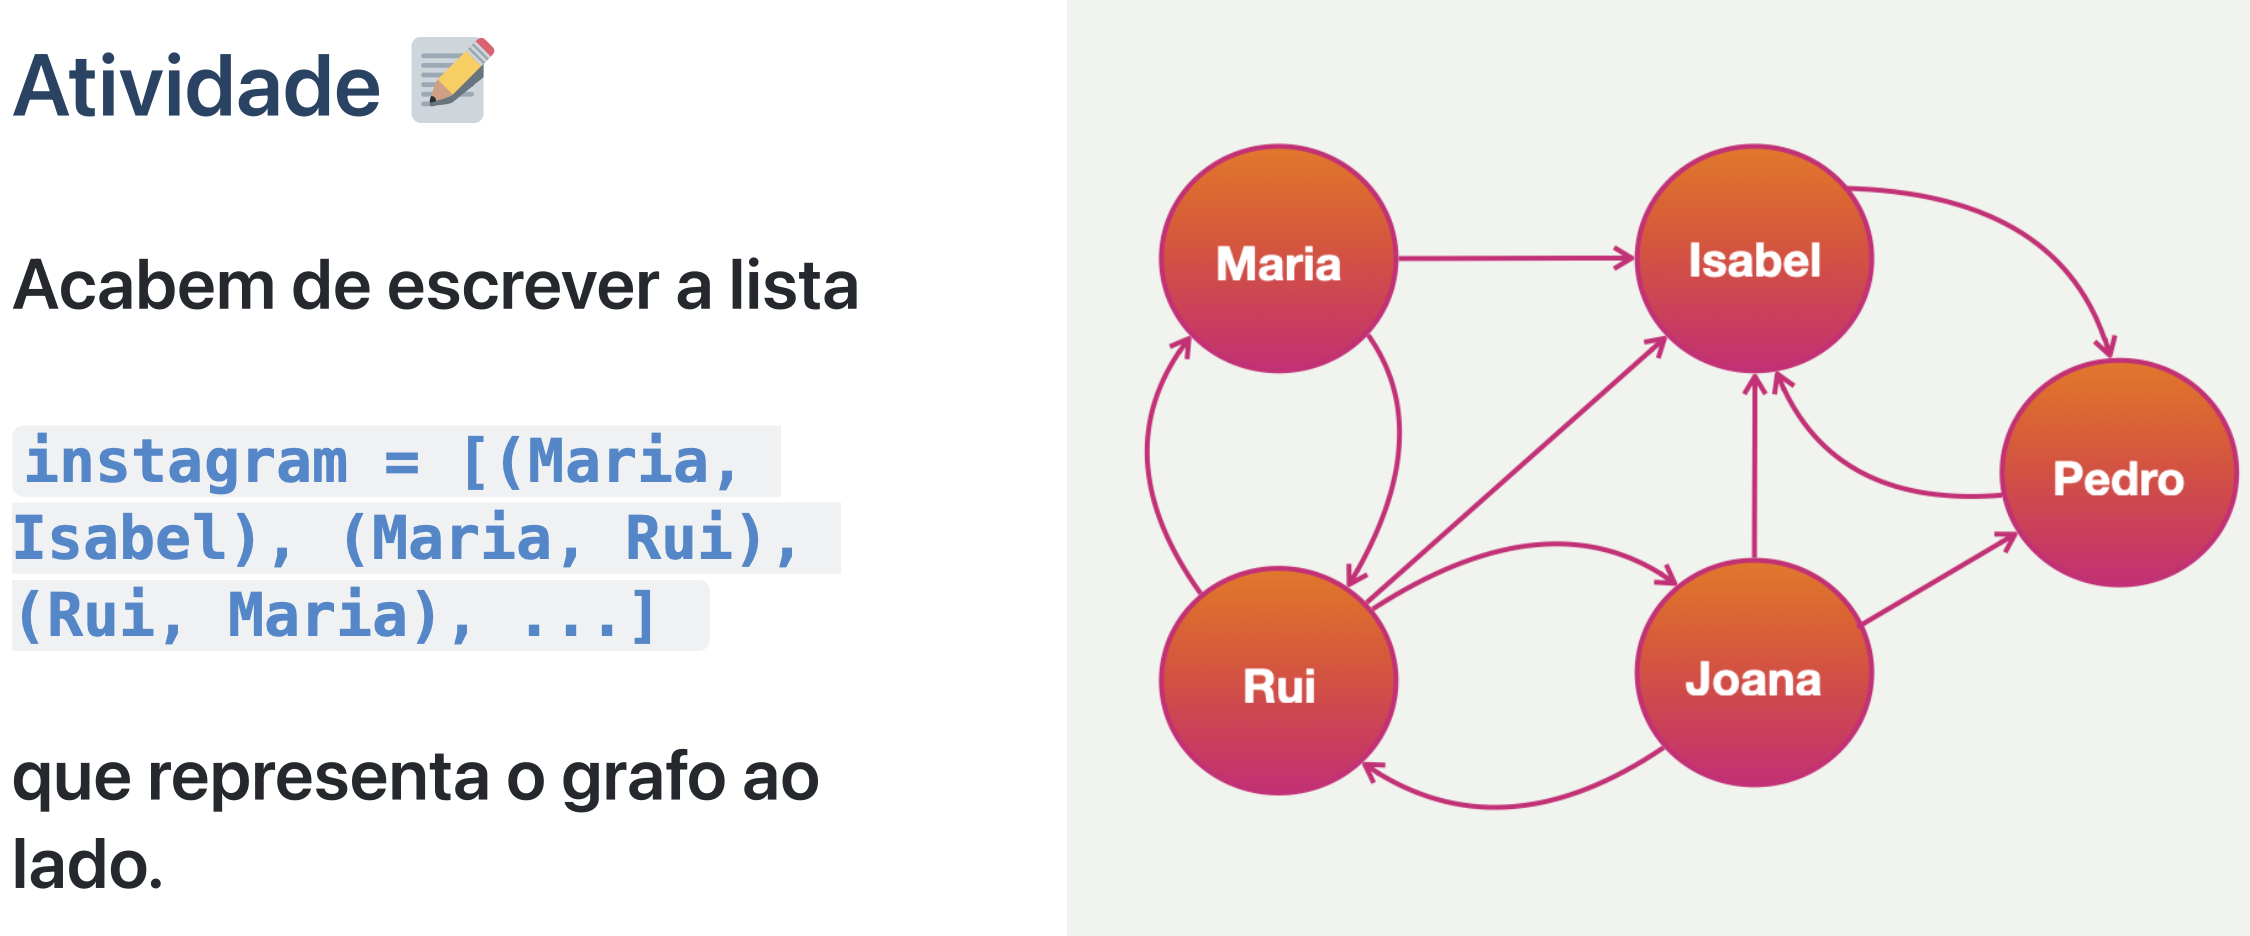 Atividade 📝
Acabem de escrever a lista
instagram = [(Maria,
Isabel), (Maria, Rui),
(Rui, Maria), ...]
que representa o grafo ao
lado.
Maria
Isabel
Pedro
Rui
Joana